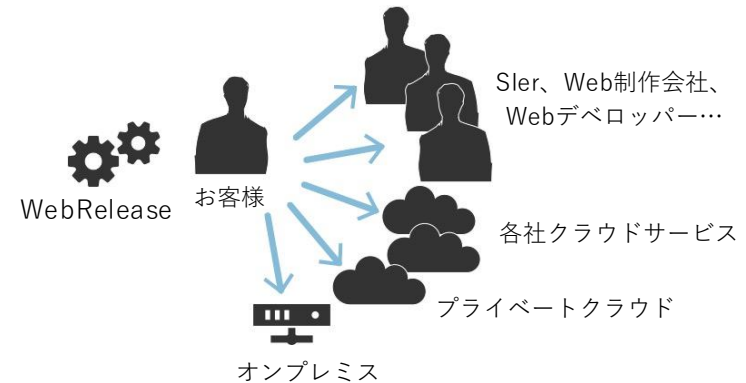 SIer、Web制作会社、
Webデベロッパー…
WebRelease
お客様
各社クラウドサービス
プライベートクラウド
オンプレミス